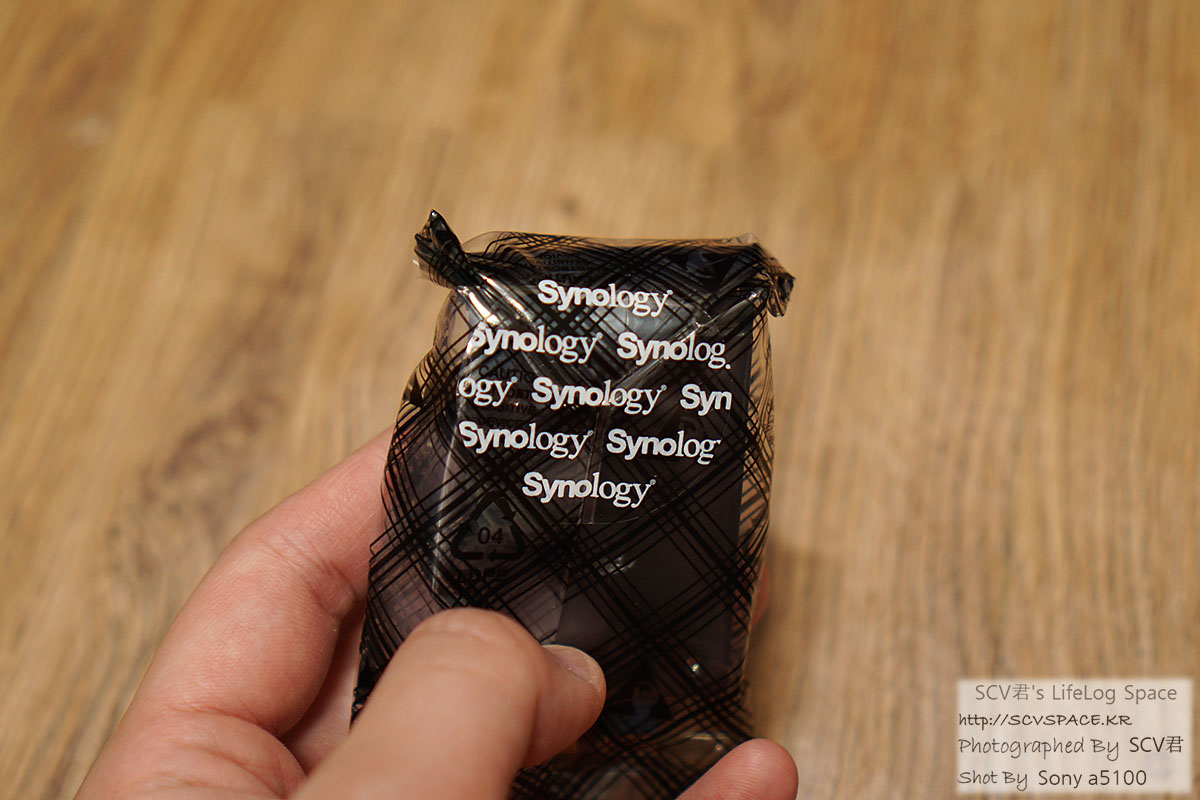 Synology®
Synology® Synolog
ogy® Synology® Syn
Synology® Synolog
Synology®
04
SCV君's LifeLog Space
http://SCVSPACE.KR
Photographed By SCV君
Shot By Sony a5100